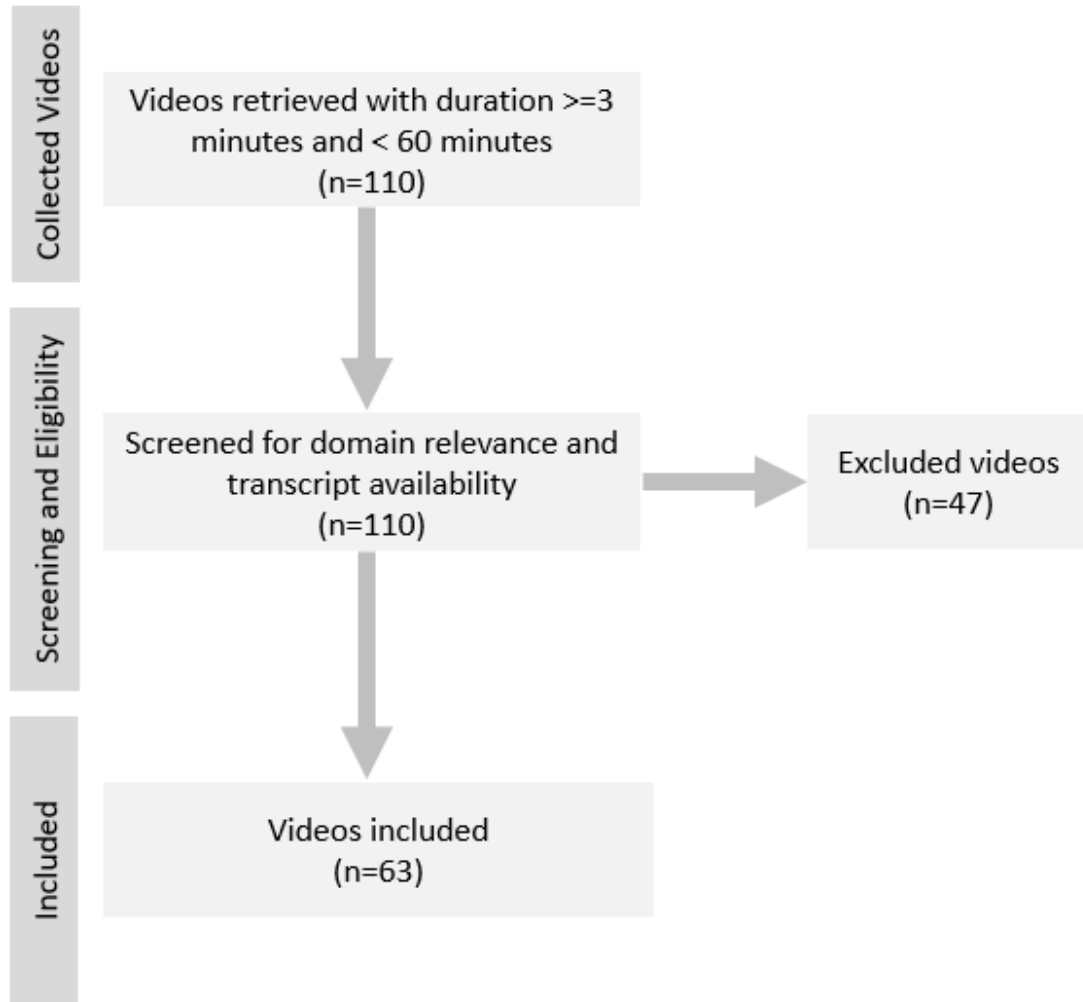 Collected Videos
Videos retrieved with duration >=3
minutes and < 60 minutes
(n=110)
Screening and Eligibility
Screened for domain relevance and
transcript availability
(n=110)
Excluded videos
(n=47)
Included
Videos included
(n=63)